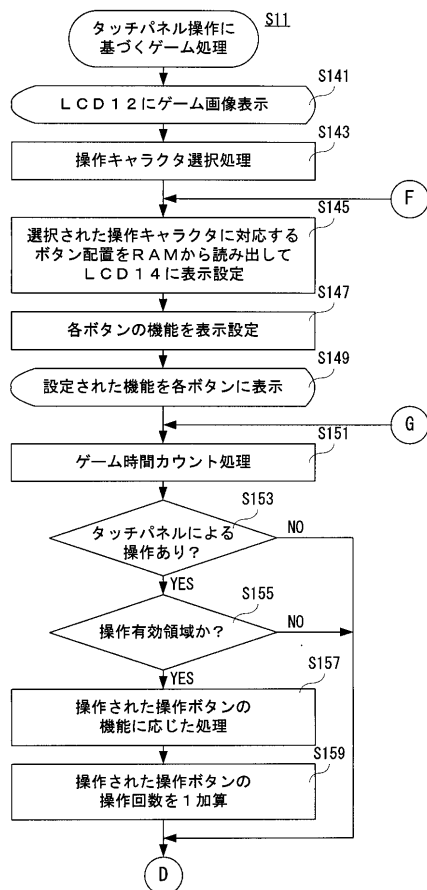 タッチパネル操作に
基づくゲーム処理
S11
S141
LCD12にゲーム画像表示
S143
操作キャラクタ選択処理
F
S145
選択された操作キャラクタに対応する
ボタン配置をRAMから読み出して
LCD14に表示設定
S147
各ボタンの機能を表示設定
S149
設定された機能を各ボタンに表示
G
S151
ゲーム時間カウント処理
S153
タッチパネルによる
操作あり?
NO
YES
S155
操作有効領域か?
NO
YES
S157
操作された操作ボタンの
機能に応じた処理
S159
操作された操作ボタンの
操作回数を1加算
D